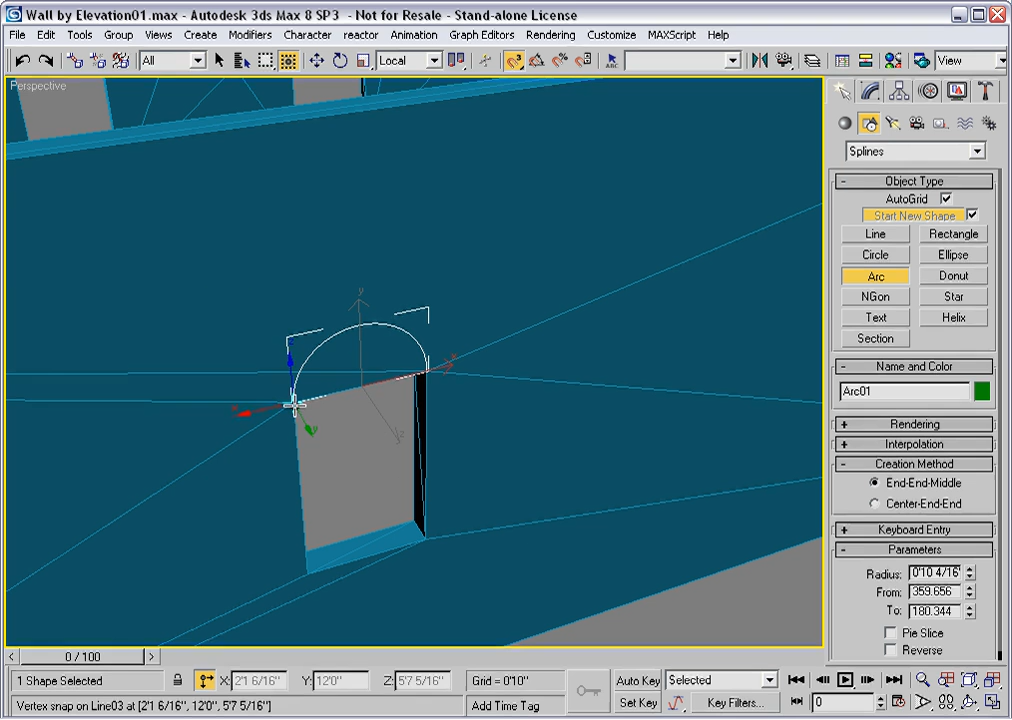 Wall by Elevation01.max - Autodesk 3ds Max 8 SP3 - Not for Resale - Stand-alone License
File Edit Tools Group Views Create Modifiers Character reactor Animation Graph Editors Rendering Customize MAXScript Help
All Local View
Perspective
Splines
- Object Type
AutoGrid
Start New Shape
Line Rectangle
Circle Ellipse
Arc Donut
NGon Star
Text Helix
Section
- Name and Color
Arc01
+ Rendering
+ Interpolation
- Creation Method
End-End-Middle
Center-End-End
+ Keyboard Entry
- Parameters
Radius: 0'10 4/16"
From: 359.656
To: 180.344
Pie Slice
Reverse
y
x
z
x
y
< 0 / 100 >
1 Shape Selected X: 2'1 6/16" Y: 12'0" Z: 5'7 5/16" Grid = 0'10" Auto Key Selected
Vertex snap on Line03 at [2'1 6/16", 12'0", 5'7 5/16"] Add Time Tag Set Key Key Filters... 0